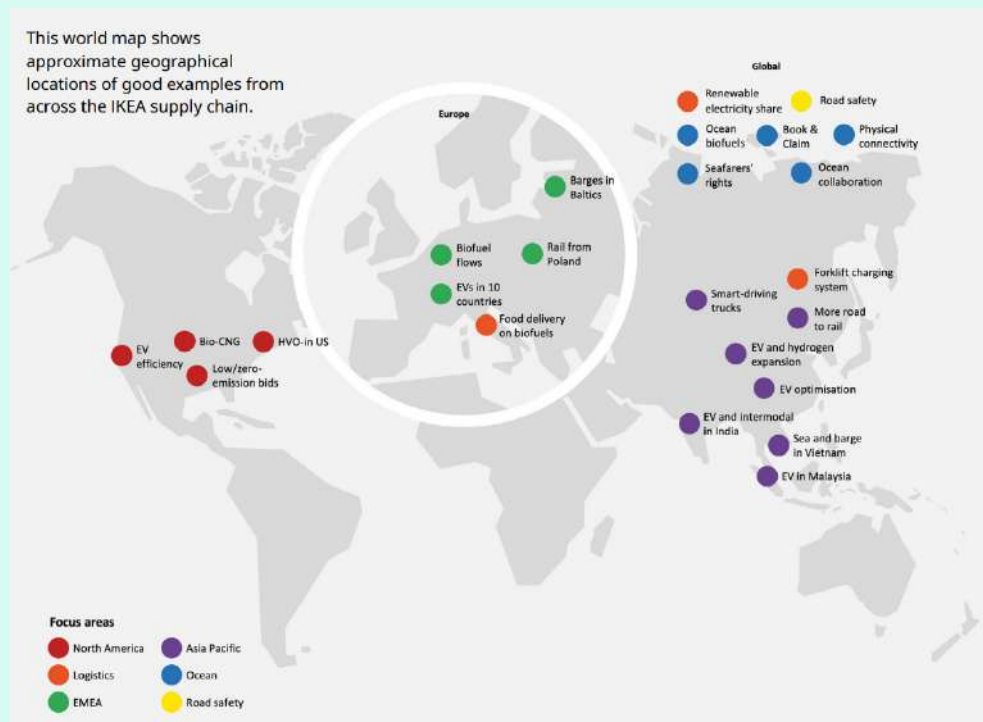 This world map shows
approximate geographical
locations of good examples from
across the IKEA supply chain.
Global
Renewable
electricity share
Road safety
Ocean
biofuels
Book &
Claim
Physical
connectivity
Seafarers'
rights
Ocean
collaboration
Europe
Barges in
Baltics
Biofuel
flows
Rail from
Poland
EVs in 10
countries
Food delivery
on biofuels
EV
efficiency
Bio-CNG
HVO-in US
Low/zero-
emission bids
Smart-driving
trucks
Forklift charging
system
More road
to rail
EV and hydrogen
expansion
EV optimisation
EV and intermodal
in India
Sea and barge
in Vietnam
EV in Malaysia
Focus areas
North America
Asia Pacific
Logistics
Ocean
EMEA
Road safety